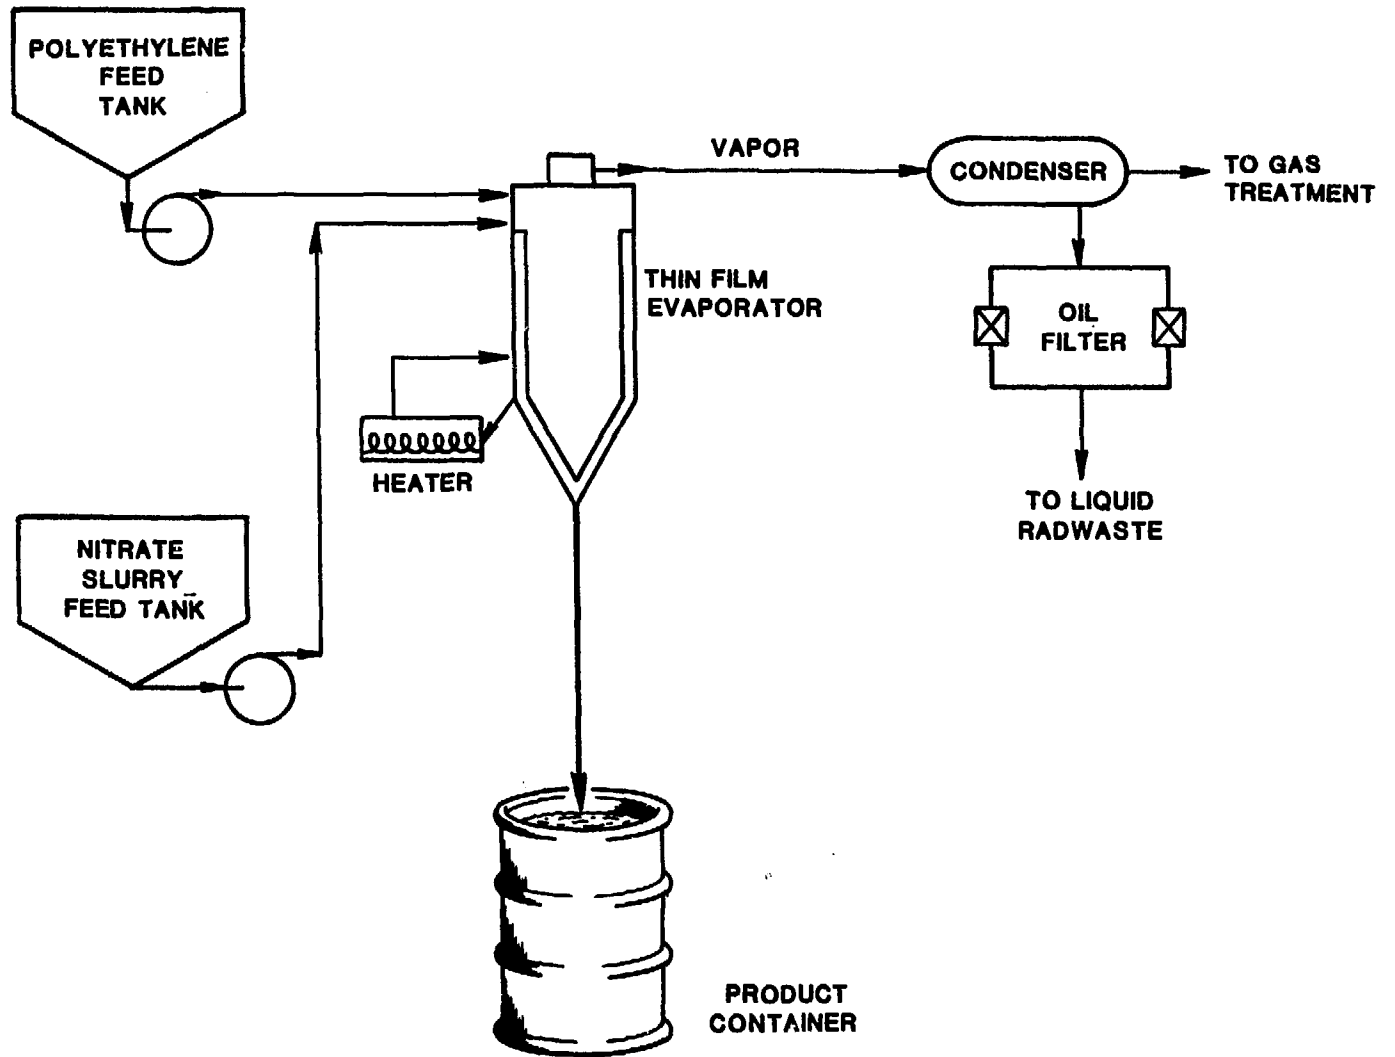 POLYETHYLENE
FEED
TANK
VAPOR
CONDENSER
TO GAS
TREATMENT
THIN FILM
EVAPORATOR
OIL
FILTER
HEATER
TO LIQUID
RADWASTE
NITRATE
SLURRY
FEED TANK
PRODUCT
CONTAINER